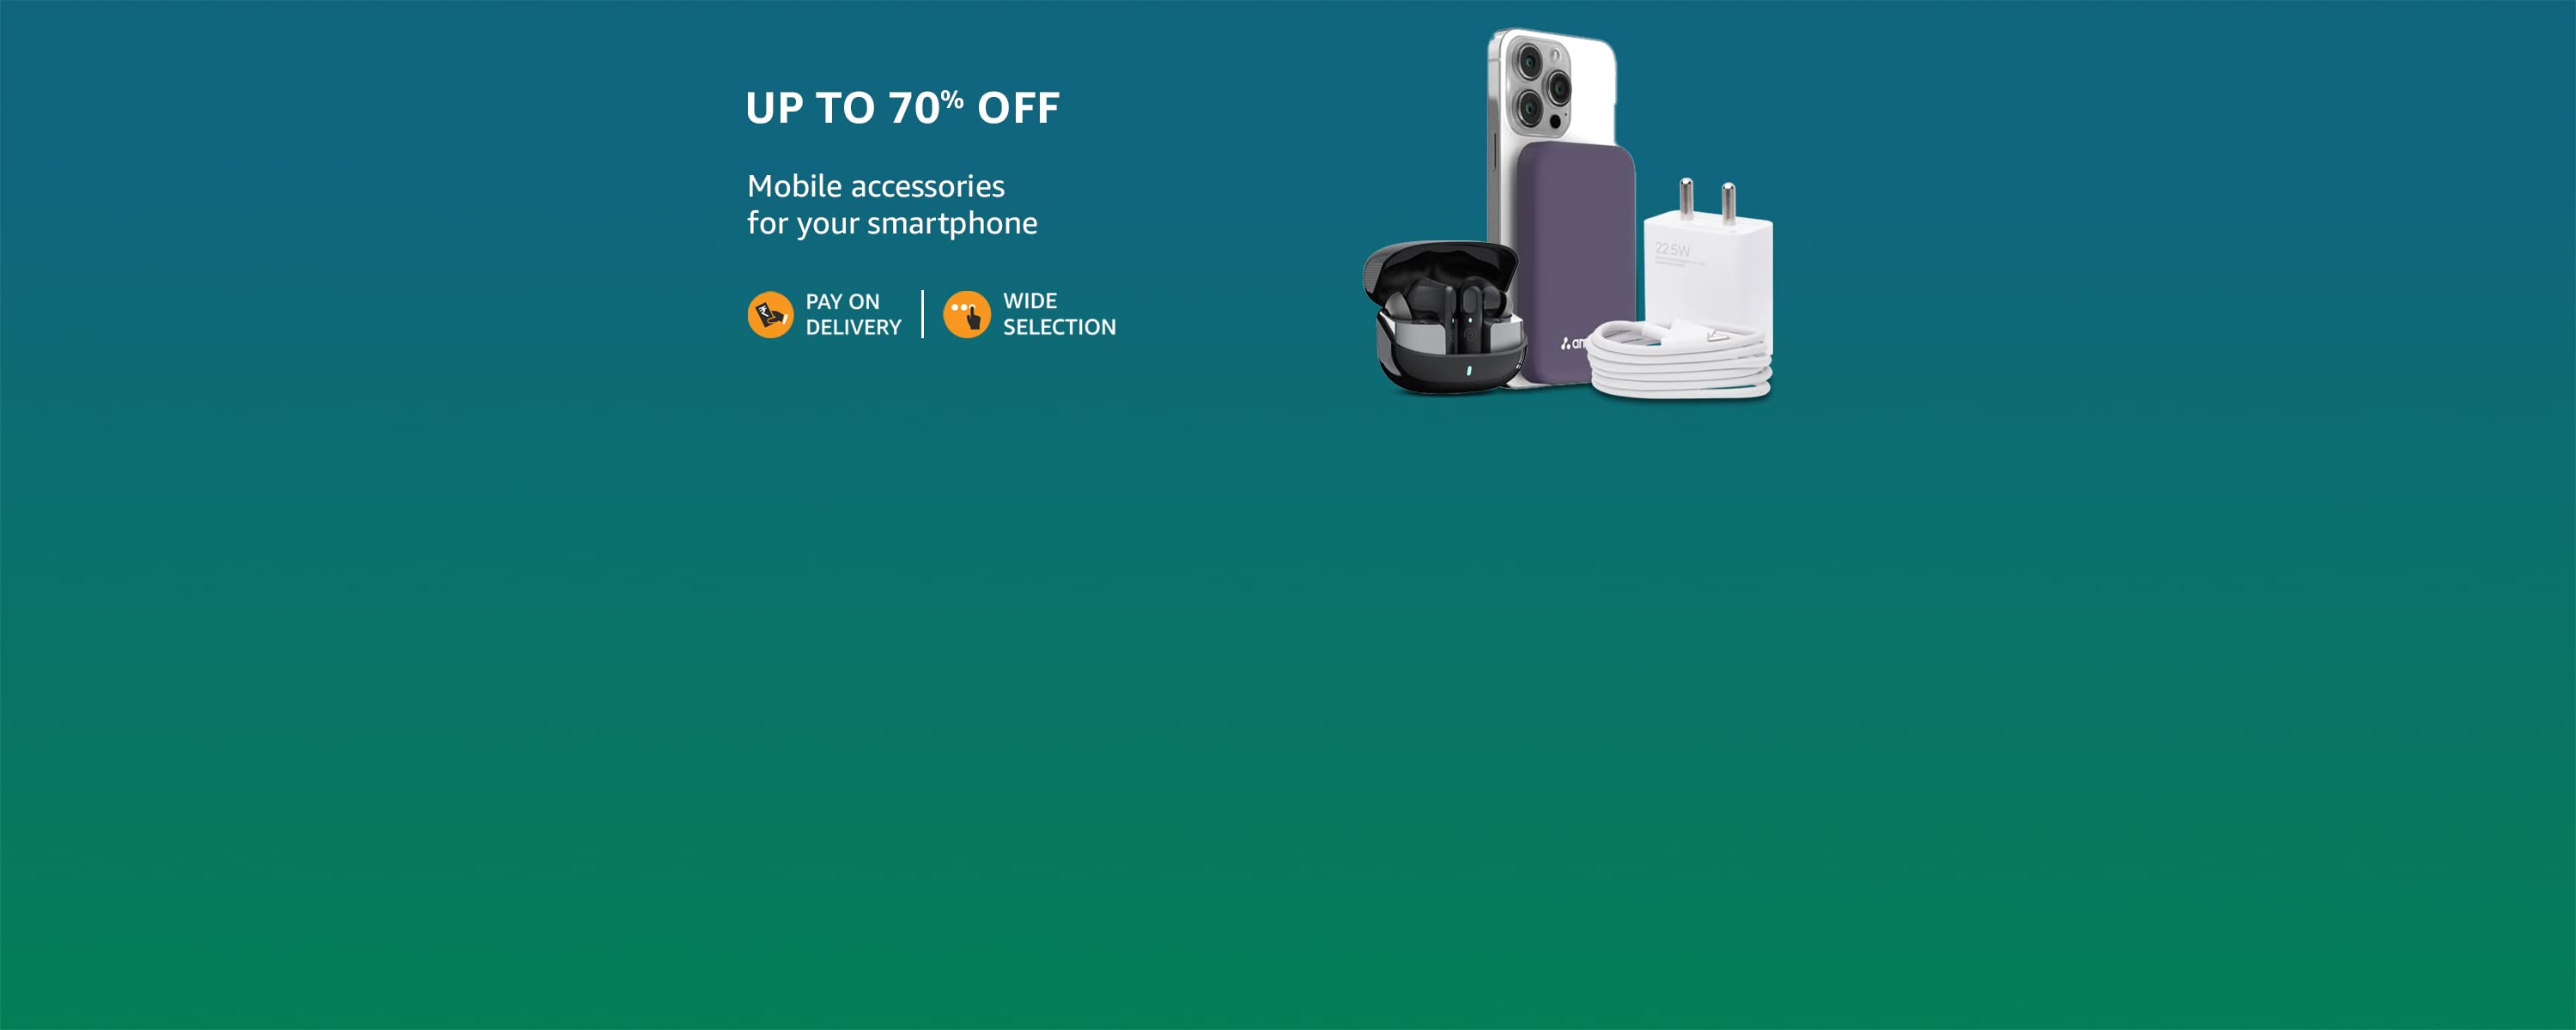 UP TO 70% OFF
Mobile accessories
for your smartphone
PAY ON
DELIVERY
WIDE
SELECTION
22.5W